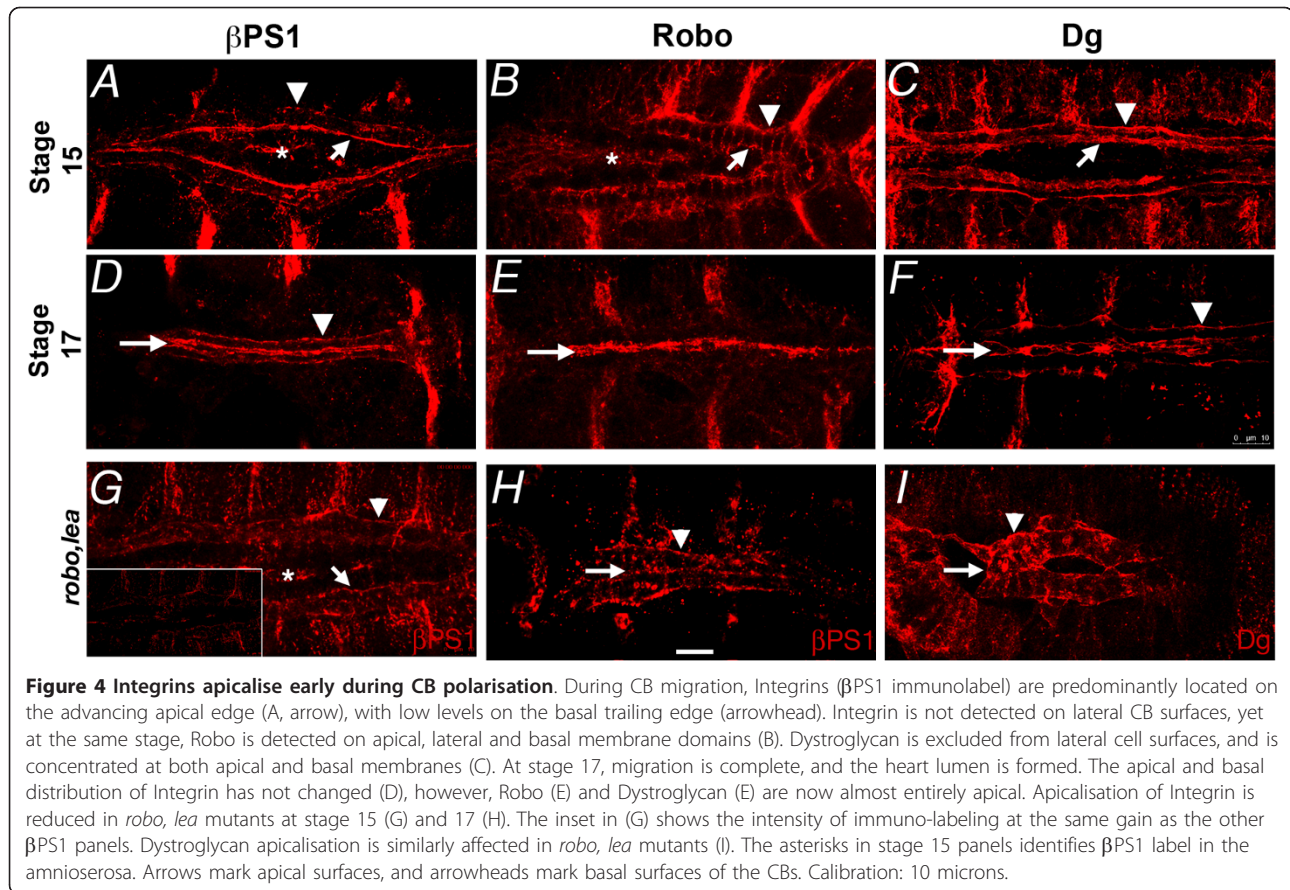 βPS1 Robo Dg
Stage 15
A
*
B
*
C
Stage 17
D
E
F
0 µm 10
robo,lea
G
*
βPS1
H
βPS1
I
Dg
Figure 4 Integrins apicalise early during CB polarisation. During CB migration, Integrins (βPS1 immunolabel) are predominantly located on
the advancing apical edge (A, arrow), with low levels on the basal trailing edge (arrowhead). Integrin is not detected on lateral CB surfaces, yet
at the same stage, Robo is detected on apical, lateral and basal membrane domains (B). Dystroglycan is excluded from lateral cell surfaces, and is
concentrated at both apical and basal membranes (C). At stage 17, migration is complete, and the heart lumen is formed. The apical and basal
distribution of Integrin has not changed (D), however, Robo (E) and Dystroglycan (E) are now almost entirely apical. Apicalisation of Integrin is
reduced in robo, lea mutants at stage 15 (G) and 17 (H). The inset in (G) shows the intensity of immuno-labeling at the same gain as the other
βPS1 panels. Dystroglycan apicalisation is similarly affected in robo, lea mutants (I). The asterisks in stage 15 panels identifies βPS1 label in the
amnioserosa. Arrows mark apical surfaces, and arrowheads mark basal surfaces of the CBs. Calibration: 10 microns.